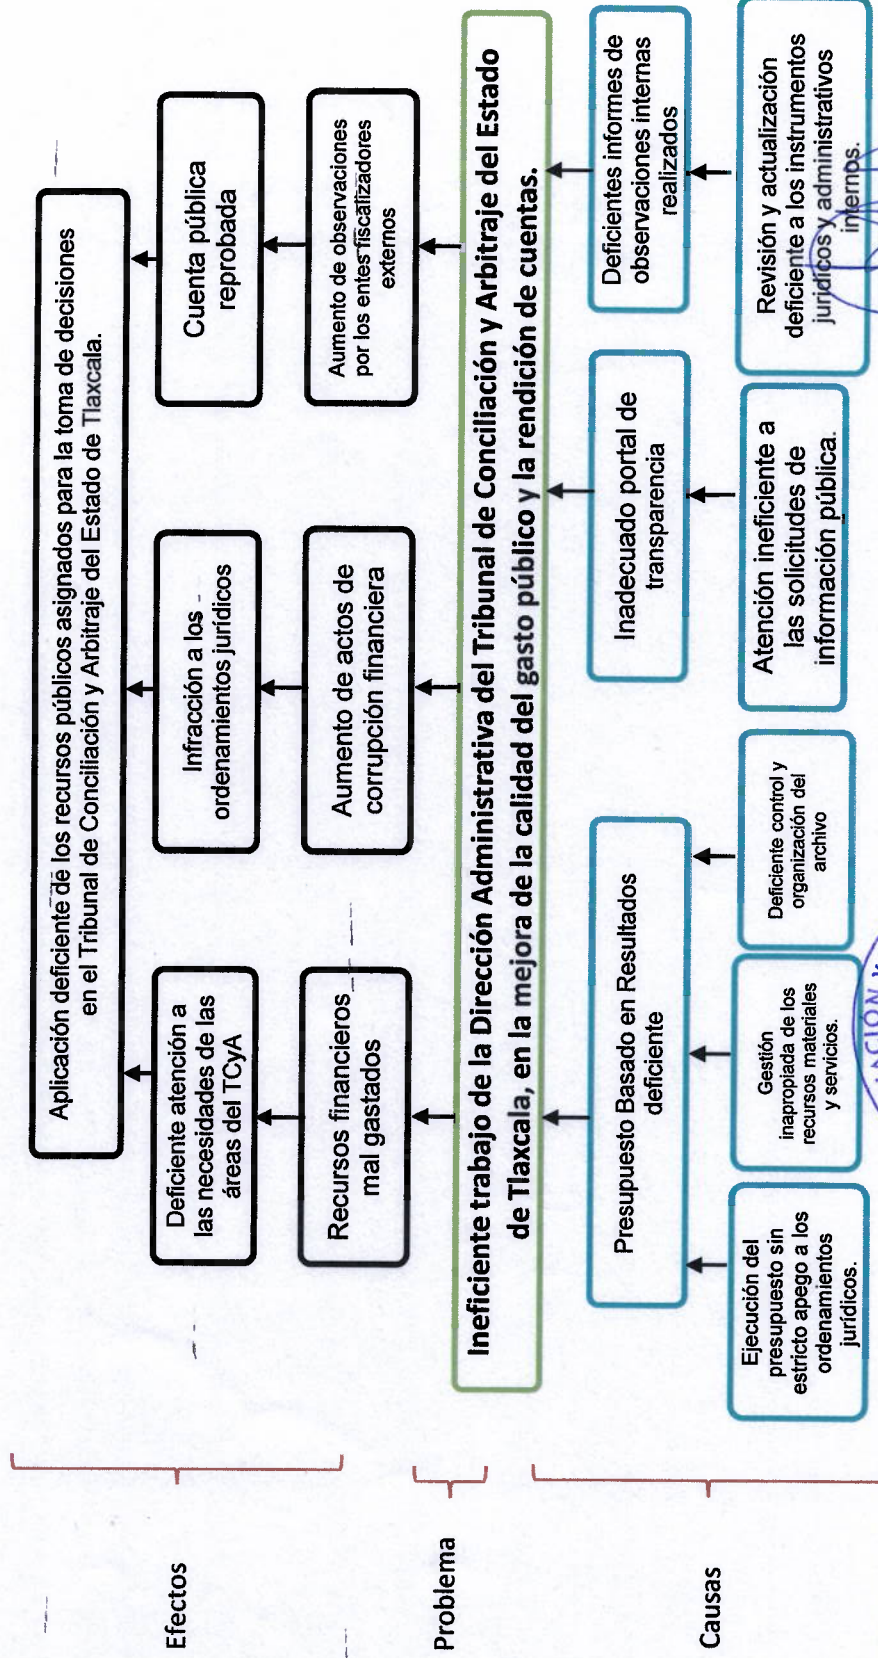 Efectos
Aplicación deficiente de los recursos públicos asignados para la toma de decisiones
en el Tribunal de Conciliación y Arbitraje del Estado de Tlaxcala.
Deficiente atención a
las necesidades de las
áreas del TCyA
Infracción a los
ordenamientos jurídicos
Cuenta pública
reprobada
Recursos financieros
mal gastados
Aumento de actos de
corrupción financiera
Aumento de observaciones
por los entes fiscalizadores
externos
Problema
Ineficiente trabajo de la Dirección Administrativa del Tribunal de Conciliación y Arbitraje del Estado
de Tlaxcala, en la mejora de la calidad del gasto público y la rendición de cuentas.
Causas
Presupuesto Basado en Resultados
deficiente
Inadecuado portal de
transparencia
Deficientes informes de
observaciones internas
realizados
Ejecución del
presupuesto sin
estricto apego a los
ordenamientos
jurídicos.
Gestión
inapropiada de los
recursos materiales
y servicios.
Deficiente control y
organización del
archivo
Atención ineficiente a
las solicitudes de
información pública.
Revisión y actualización
deficiente a los instrumentos
jurídicos y administrativos
internos.